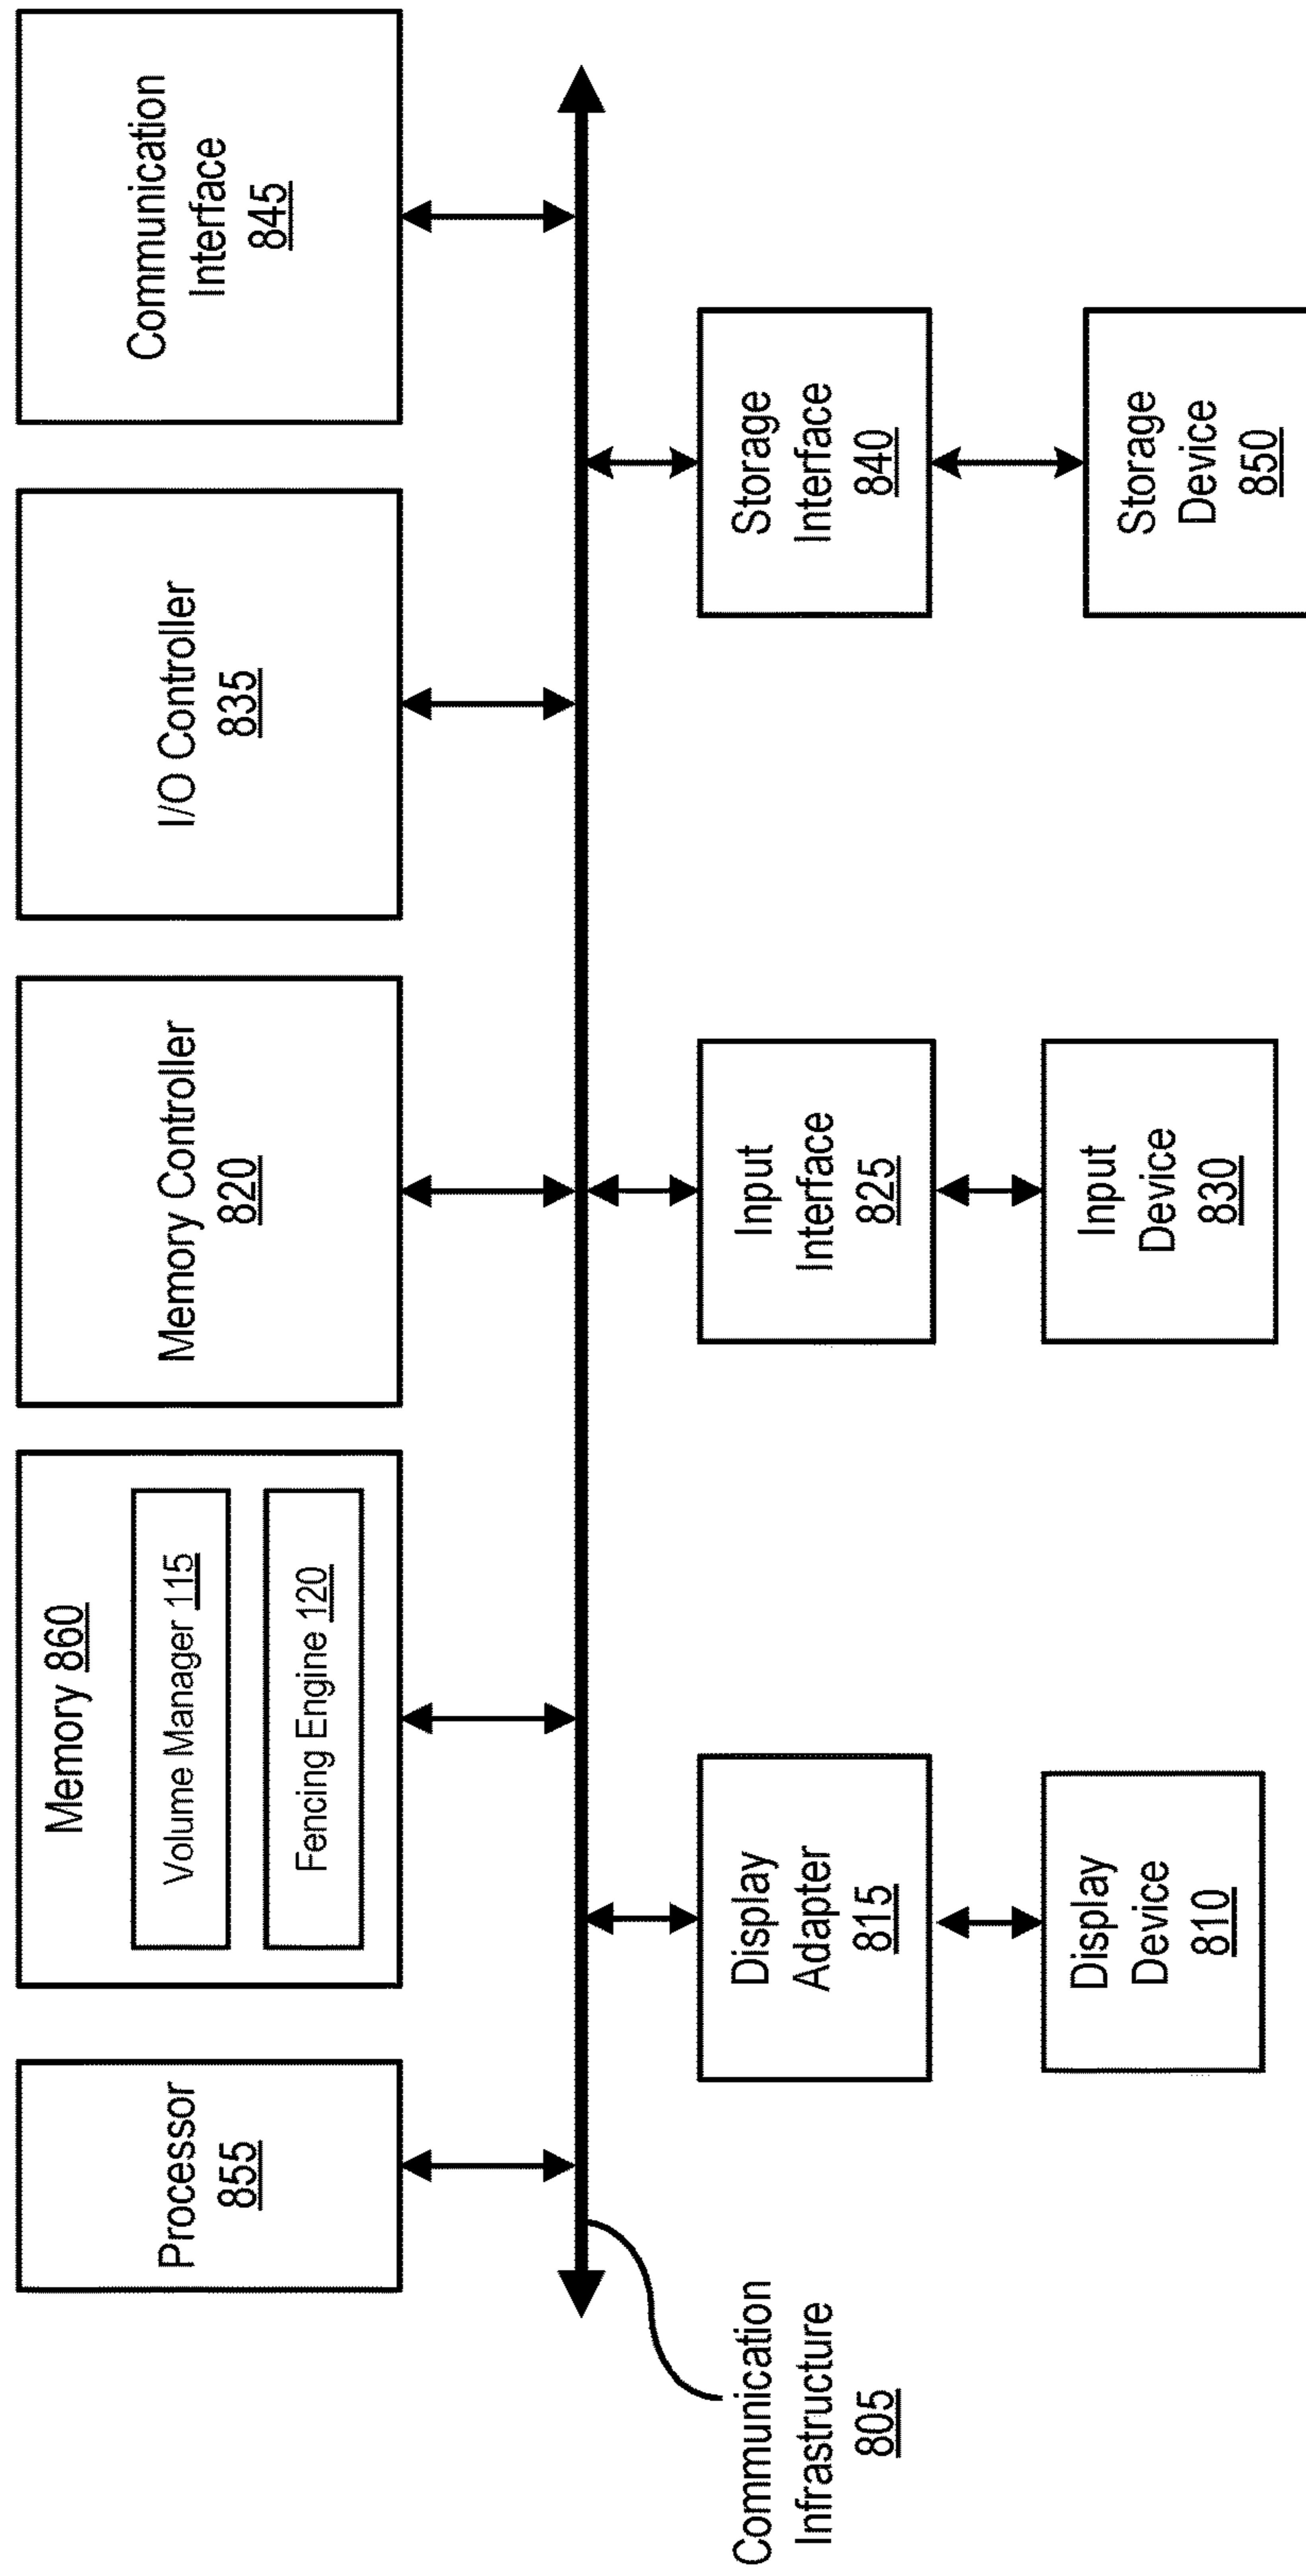 Processor
855
Memory 860
Volume Manager 115
Fencing Engine 120
Memory Controller
820
I/O Controller
835
Communication
Interface
845
Communication
Infrastructure
805
Display
Adapter
815
Display
Device
810
Input
Interface
825
Input
Device
830
Storage
Interface
840
Storage
Device
850